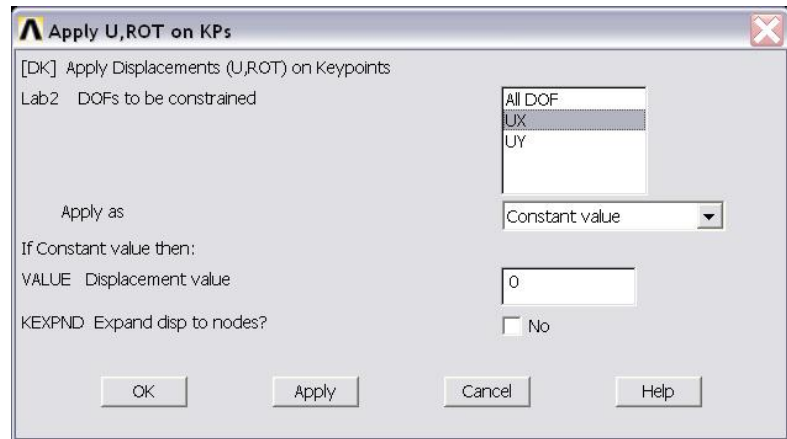 Apply U,ROT on KPs
[DK] Apply Displacements (U,ROT) on Keypoints
Lab2 DOFs to be constrained
All DOF
UX
UY
Apply as
Constant value
If Constant value then:
VALUE Displacement value
0
KEXPND Expand disp to nodes?
No
OK Apply Cancel Help